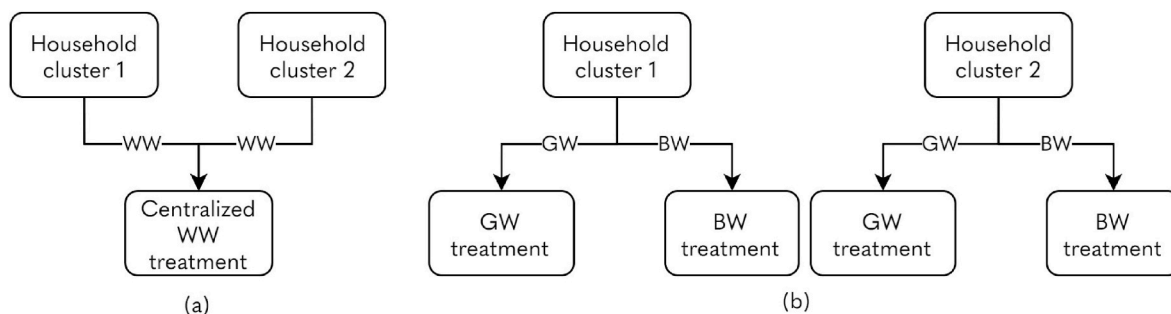 Household
cluster 1
Household
cluster 2
WW
WW
Centralized
WW
treatment
(a)
Household
cluster 1
GW
BW
GW
treatment
BW
treatment
Household
cluster 2
GW
BW
GW
treatment
BW
treatment
(b)